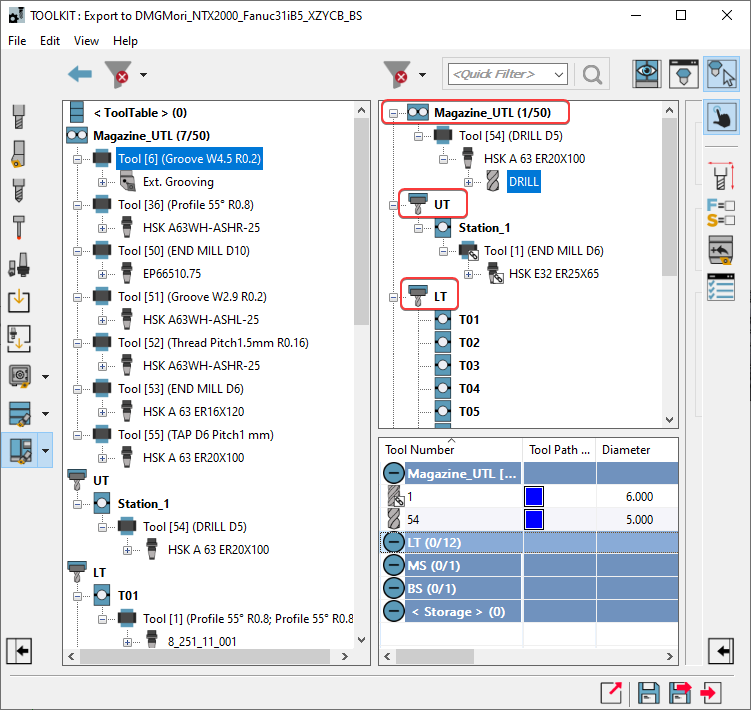 TOOLKIT : Export to DMGMori_NTX2000_Fanuc31iB5_XZYCB_BS
File Edit View Help
<Quick Filter>
< ToolTable > (0)
Magazine_UTL (7/50)
Tool [6] (Groove W4.5 R0.2)
Ext. Grooving
Tool [36] (Profile 55° R0.8)
HSK A63WH-ASHR-25
Tool [50] (END MILL D10)
EP66510.75
Tool [51] (Groove W2.9 R0.2)
HSK A63WH-ASHL-25
Tool [52] (Thread Pitch1.5mm R0.16)
HSK A63WH-ASHR-25
Tool [53] (END MILL D6)
HSK A 63 ER16X120
Tool [55] (TAP D6 Pitch1 mm)
HSK A 63 ER20X100
UT
Station_1
Tool [54] (DRILL D5)
HSK A 63 ER20X100
LT
T01
Tool [1] (Profile 55° R0.8; Profile 55° R0.8
8_251_11_001
Magazine_UTL (1/50)
Tool [54] (DRILL D5)
HSK A 63 ER20X100
DRILL
UT
Station_1
Tool [1] (END MILL D6)
HSK E32 ER25X65
LT
T01
T02
T03
T04
T05
Tool Number Tool Path ... Diameter
Magazine_UTL [...
1 6.000
54 5.000
LT (0/12)
MS (0/1)
BS (0/1)
< Storage > (0)
F=
S=